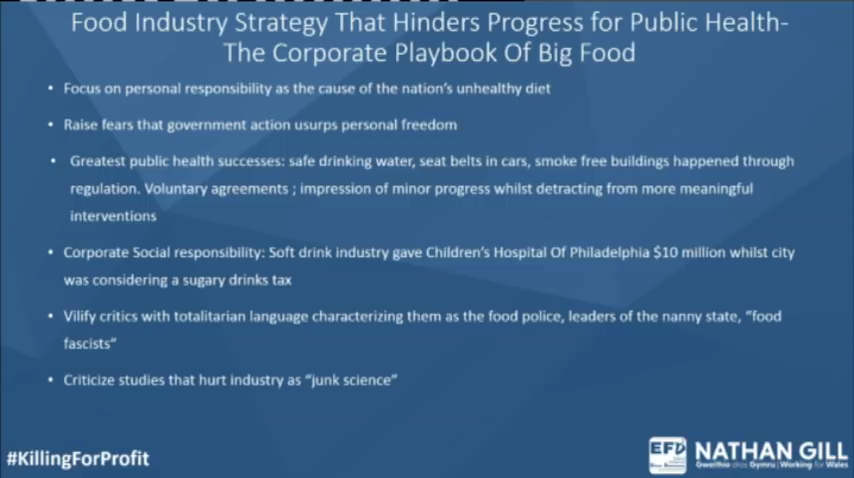 Food Industry Strategy That Hinders Progress for Public Health-
The Corporate Playbook Of Big Food
• Focus on personal responsibility as the cause of the nation's unhealthy diet
• Raise fears that government action usurps personal freedom
• Greatest public health successes: safe drinking water, seat belts in cars, smoke free buildings happened through
regulation. Voluntary agreements ; impression of minor progress whilst detracting from more meaningful
interventions
• Corporate Social responsibility: Soft drink industry gave Children's Hospital Of Philadelphia $10 million whilst city
was considering a sugary drinks tax
• Vilify critics with totalitarian language characterizing them as the food police, leaders of the nanny state, "food
fascists"
• Criticize studies that hurt industry as "junk science"
#KillingForProfit
EFD
NATHAN GILL
Gweithio dros Gymru | Working for Wales